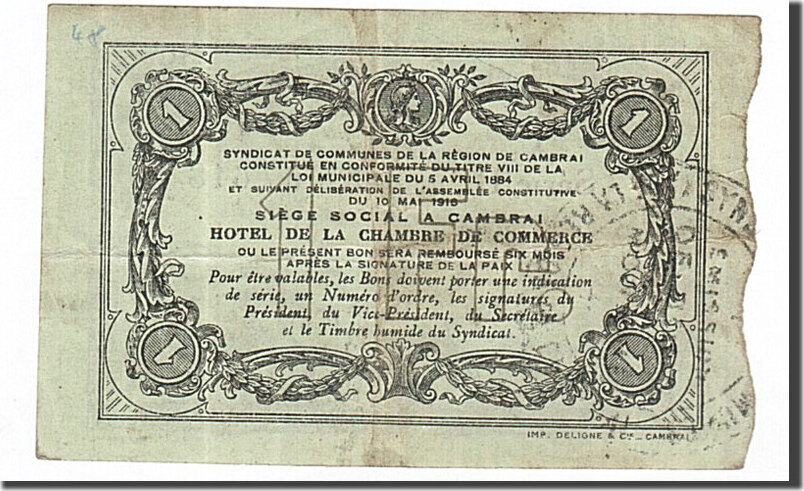 48
1
1
SYNDICAT DE COMMUNES DE LA RÉGION DE CAMBRAI
CONSTITUÉ EN CONFORMITÉ DU TITRE VIII DE LA
LOI MUNICIPALE DU 5 AVRIL 1884
ET SUIVANT DÉLIBÉRATION DE L'ASSEMBLÉE CONSTITUTIVE
DU 10 MAI 1916
SIÈGE SOCIAL A CAMBRAI
HOTEL DE LA CHAMBRE DE COMMERCE
OU LE PRÉSENT BON SERA REMBOURSÉ SIX MOIS
APRÈS LA SIGNATURE DE LA PAIX
Pour être valables, les Bons doivent porter une indication
de série, un Numéro d'ordre, les signatures du
Président, du Vice-Président, du Secrétaire
et le Timbre humide du Syndicat.
1F
1
1
IMP. DELIGNE & Cie _ CAMBRAI